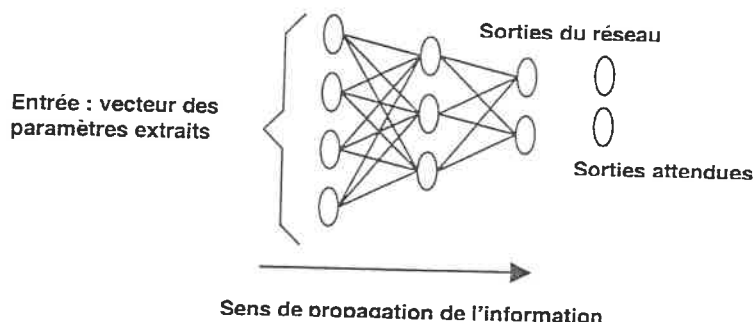 Sorties du réseau
Entrée : vecteur des
paramètres extraits
Sorties attendues
Sens de propagation de l'information